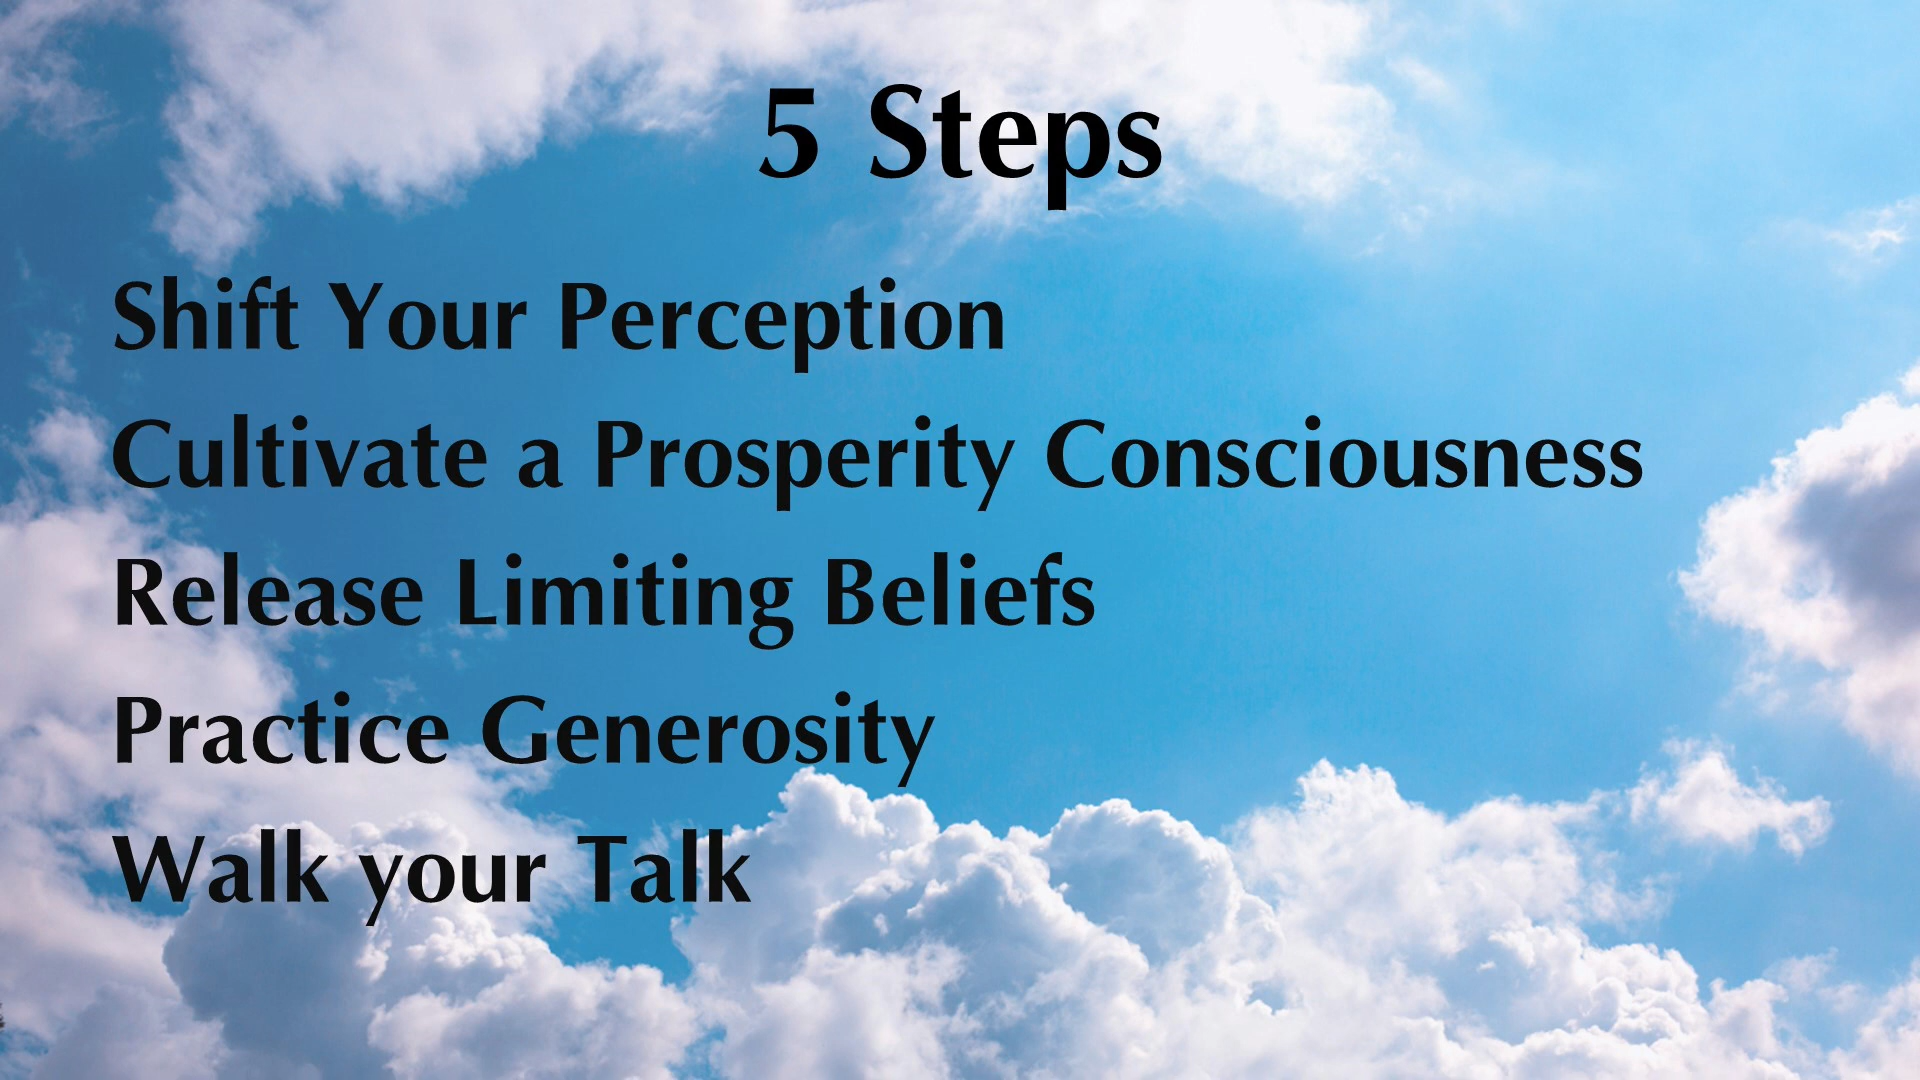 5 Steps
Shift Your Perception
Cultivate a Prosperity Consciousness
Release Limiting Beliefs
Practice Generosity
Walk your Talk